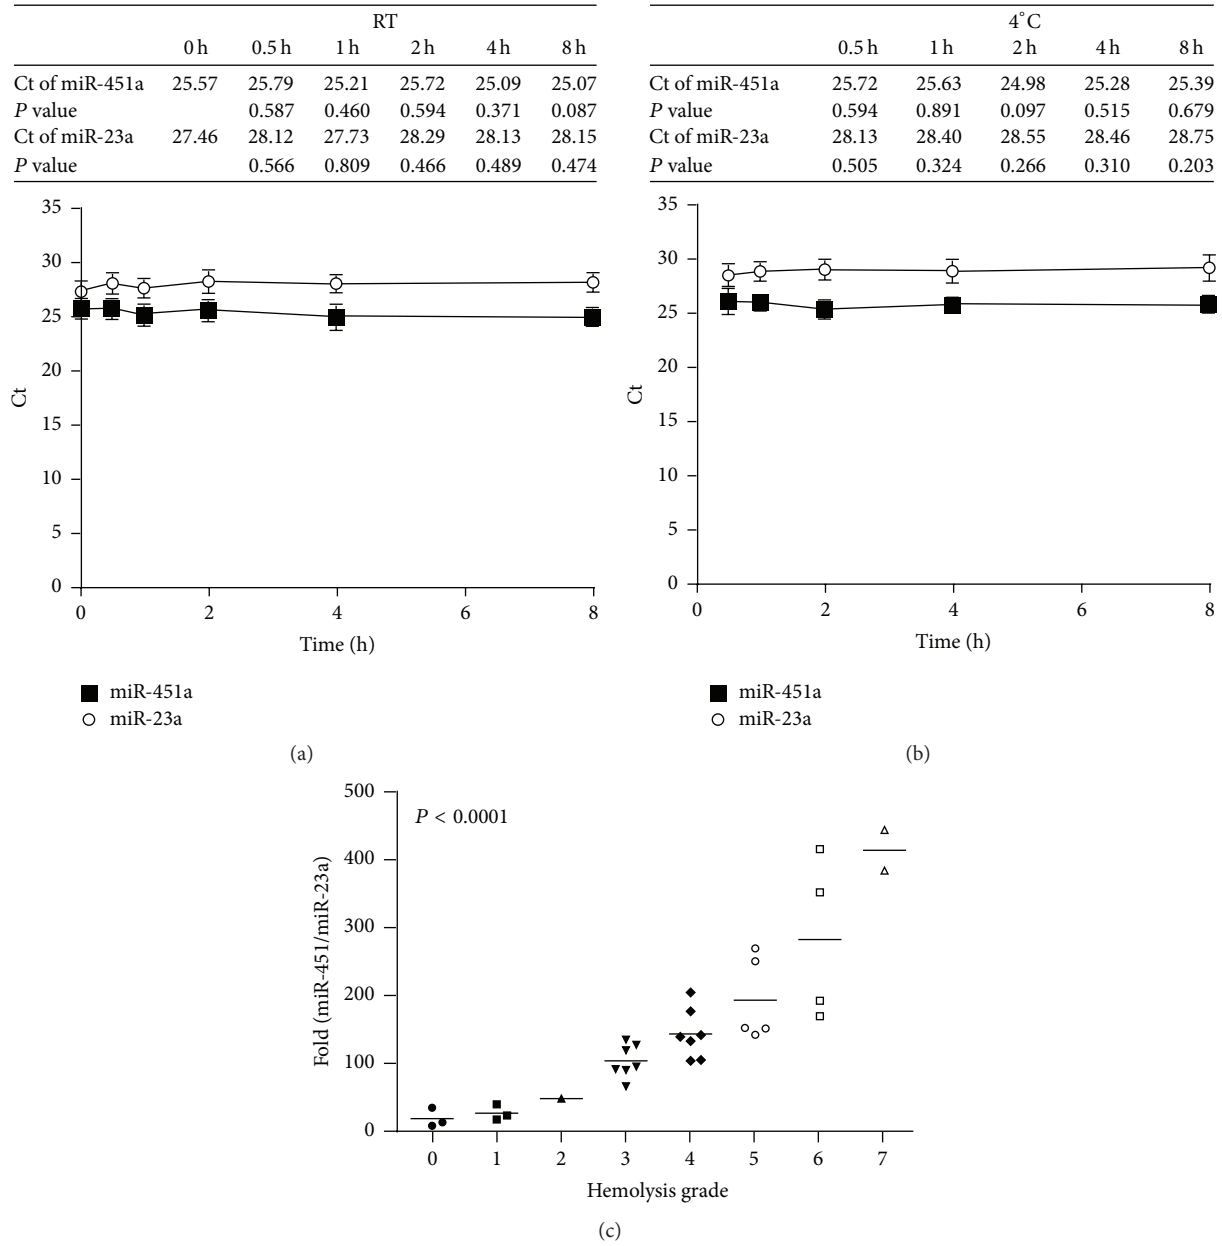 RT
0 h 0.5 h 1 h 2 h 4 h 8 h
Ct of miR-451a 25.57 25.79 25.21 25.72 25.09 25.07
P value 0.587 0.460 0.594 0.371 0.087
Ct of miR-23a 27.46 28.12 27.73 28.29 28.13 28.15
P value 0.566 0.809 0.466 0.489 0.474
35
30
25
20
15
10
5
0
Ct
0 2 4 6 8
Time (h)
miR-451a
miR-23a
(a)
4°C
0.5 h 1 h 2 h 4 h 8 h
Ct of miR-451a 25.72 25.63 24.98 25.28 25.39
P value 0.594 0.891 0.097 0.515 0.679
Ct of miR-23a 28.13 28.40 28.55 28.46 28.75
P value 0.505 0.324 0.266 0.310 0.203
35
30
25
20
15
10
5
0
Ct
0 2 4 6 8
Time (h)
miR-451a
miR-23a
(b)
500
400
300
200
100
0
Fold (miR-451/miR-23a)
P < 0.0001
0 1 2 3 4 5 6 7
Hemolysis grade
(c)